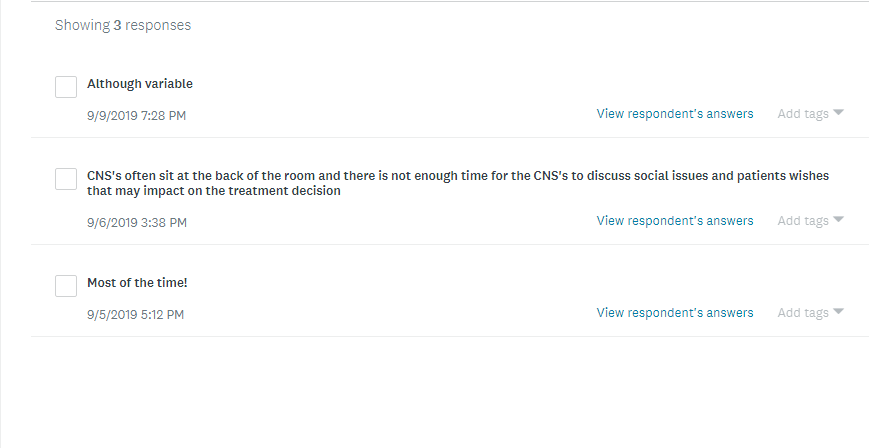 Showing 3 responses
Although variable
9/9/2019 7:28 PM
View respondent's answers
Add tags
CNS's often sit at the back of the room and there is not enough time for the CNS's to discuss social issues and patients wishes
that may impact on the treatment decision
9/6/2019 3:38 PM
View respondent's answers
Add tags
Most of the time!
9/5/2019 5:12 PM
View respondent's answers
Add tags